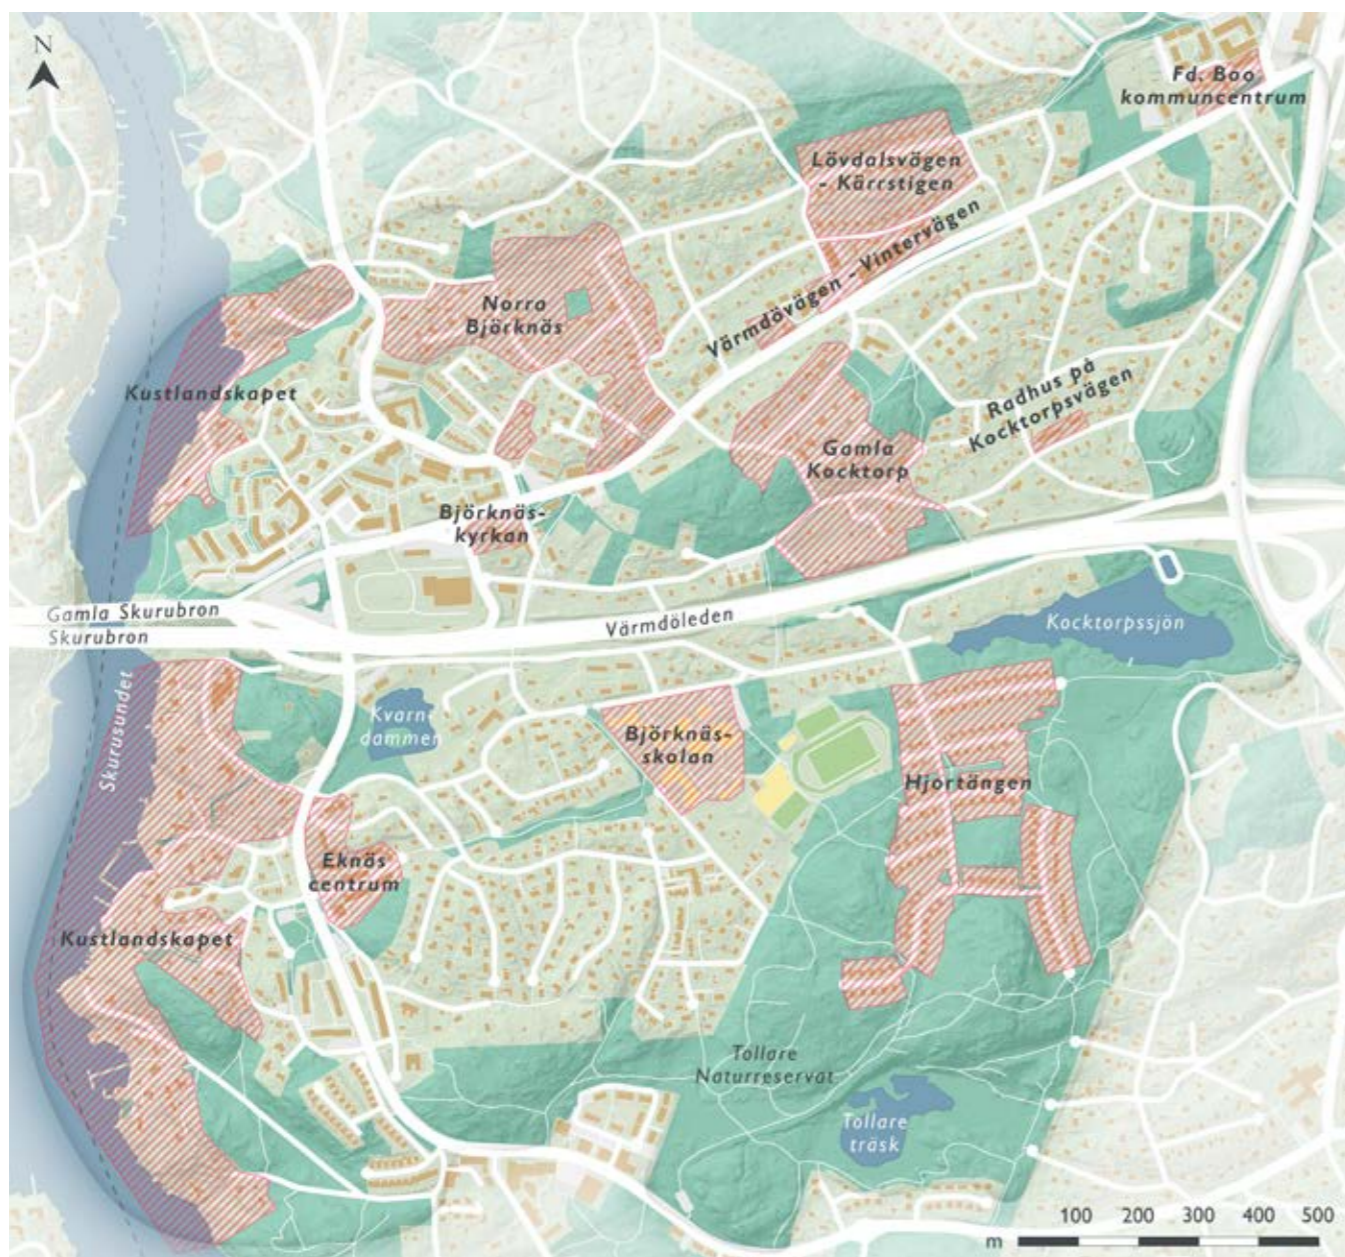 N
Fd. Boo
kommuncentrum
Lövdalsvägen
- Kärrstigen
Värmdövägen - Vintervägen
Norra
Björknäs
Kustlandskapet
Radhus på
Kocktorpsvägen
Gamla
Kocktorp
Björknäs-
kyrkan
Gamla Skurubron
Skurubron
Värmdöleden
Kocktorpssjön
Skurusundet
Kvarn-
dammen
Björknäs-
skolan
Hjortängen
Eknäs
centrum
Kustlandskapet
Tollare
Naturreservat
Tollare
träsk
100 200 300 400 500
m